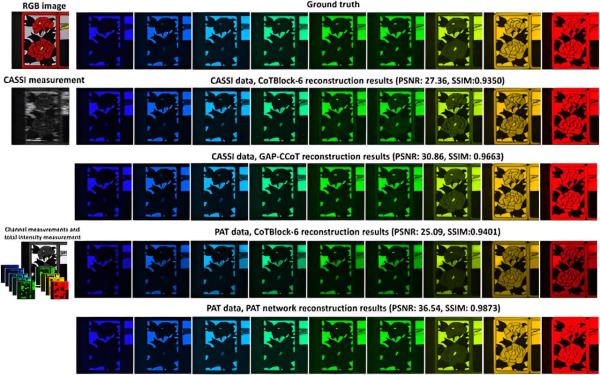 Ground truth
RGB image
CASSI measurement
CASSI data, CoTBlock-6 reconstruction results (PSNR: 27.36, SSIM:0.9350)
CASSI data, GAP-CCoT reconstruction results (PSNR: 30.86, SSIM: 0.9663)
Channel measurements and
total intensity measurement
PAT data, CoTBlock-6 reconstruction results (PSNR: 25.09, SSIM:0.9401)
PAT data, PAT network reconstruction results (PSNR: 36.54, SSIM: 0.9873)